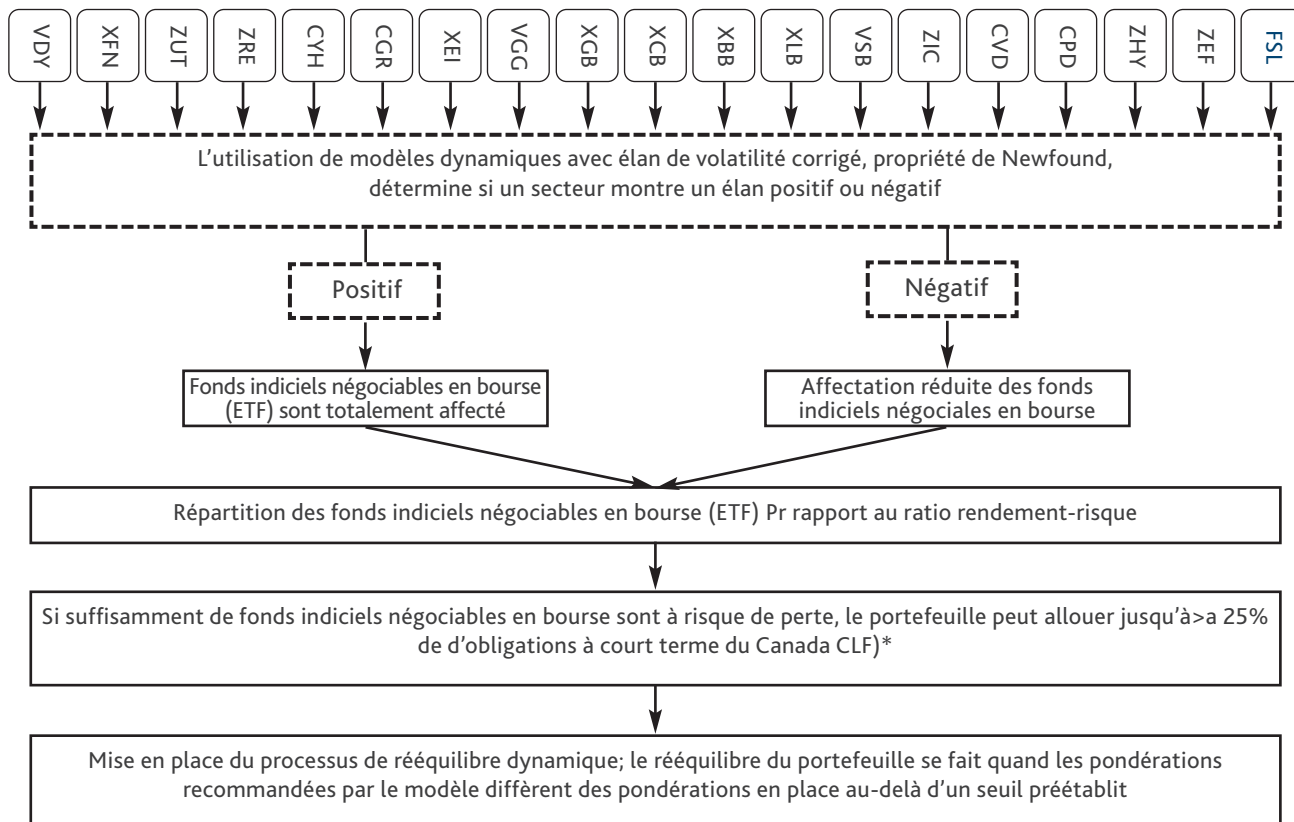 VDY
XFN
ZUT
ZRE
CYH
CGR
XEI
VGG
XGB
XCB
XBB
XLB
VSB
ZIC
CVD
CPD
ZHY
ZEF
FSL
L'utilisation de modèles dynamiques avec élan de volatilité corrigé, propriété de Newfound,
détermine si un secteur montre un élan positif ou négatif
Positif
Négatif
Fonds indiciels négociables en bourse
(ETF) sont totalement affecté
Affectation réduite des fonds
indiciels négociales en bourse
Répartition des fonds indiciels négociables en bourse (ETF) Pr rapport au ratio rendement-risque
Si suffisamment de fonds indiciels négociables en bourse sont à risque de perte, le portefeuille peut allouer jusqu'à>a 25%
de d'obligations à court terme du Canada CLF)*
Mise en place du processus de rééquilibre dynamique; le rééquilibre du portefeuille se fait quand les pondérations
recommandées par le modèle diffèrent des pondérations en place au-delà d'un seuil préétablit